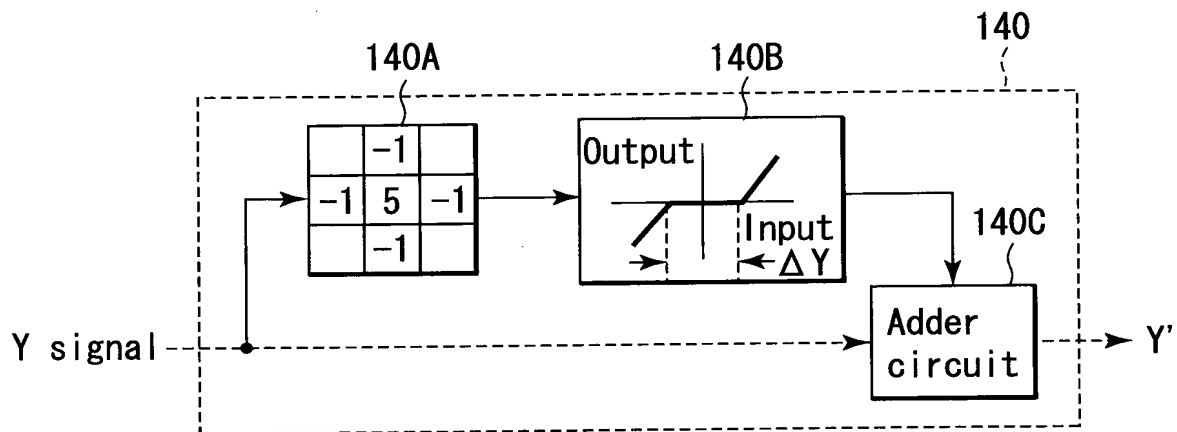 140
140A
140B
-1
-1 5 -1
-1
Output
Input
ΔY
140C
Y signal
Adder
circuit
Y'